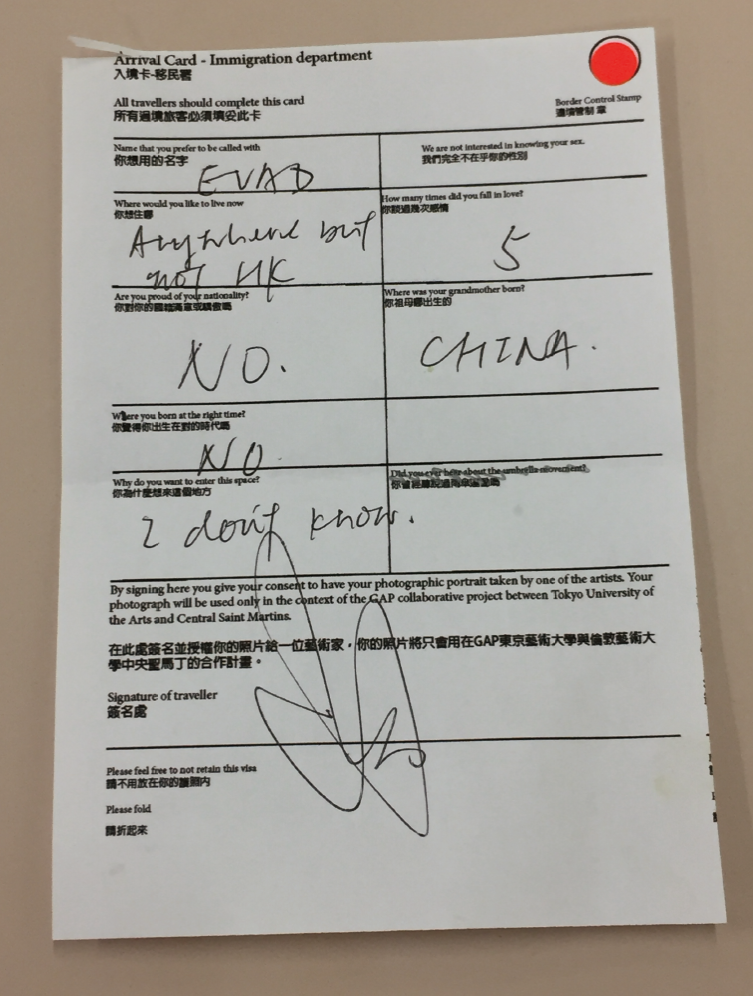 Arrival Card - Immigration department
入境卡-移民署
All travellers should complete this card
所有過境旅客必須填妥此卡
Border Control Stamp
邊境管制 章
Name that you prefer to be called with
你想用的名字
EVAD
We are not interested in knowing your sex.
我們完全不在乎你的性別
Where would you like to live now
你想住哪
Anywhere but
not UK
How many times did you fall in love?
你談過幾次感情
5
Are you proud of your nationality?
你對你的國籍滿意或驕傲嗎
NO.
Where was your grandmother born?
你祖母哪出生的
CHINA.
Where you born at the right time?
你覺得你出生在對的時代嗎
NO
Why do you want to enter this space?
你為什麼想來這個地方
I don't know.
Did you ever hear about the umbrella movement?
你曾經聽說過雨傘運動嗎
By signing here you give your consent to have your photographic portrait taken by one of the artists. Your
photograph will be used only in the context of the GAP collaborative project between Tokyo University of
the Arts and Central Saint Martins.
在此處簽名並授權你的照片給一位藝術家，你的照片將只會用在GAP東京藝術大學與倫敦藝術大
學中央聖馬丁的合作計畫。
Signature of traveller
簽名處
Please feel free to not retain this visa
請不用放在你的護照內
Please fold
請折起來